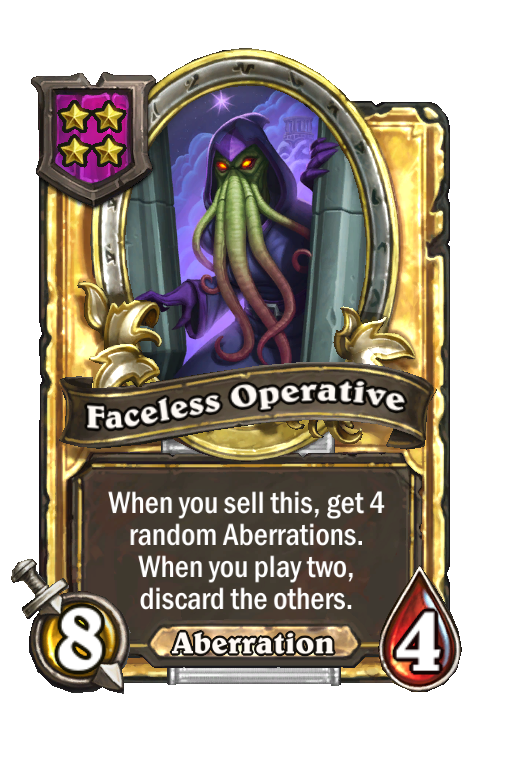 Faceless Operative
When you sell this, get 4
random Aberrations.
When you play two,
discard the others.
8
Aberration
4